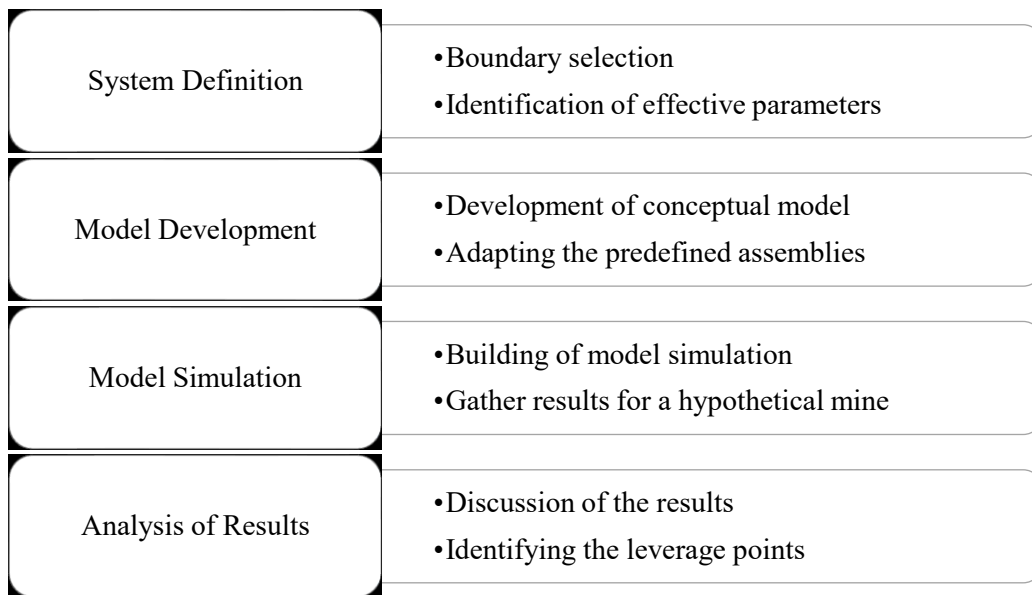 System Definition
•Boundary selection
•Identification of effective parameters
Model Development
•Development of conceptual model
•Adapting the predefined assemblies
Model Simulation
•Building of model simulation
•Gather results for a hypothetical mine
Analysis of Results
•Discussion of the results
•Identifying the leverage points